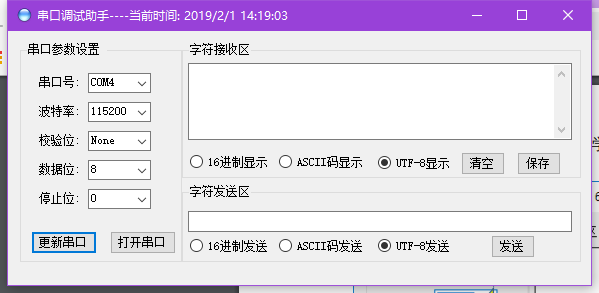 串口调试助手----当前时间: 2019/2/1 14:19:03
串口参数设置
串口号: COM4
波特率: 115200
校验位: None
数据位: 8
停止位: 0
更新串口 打开串口
字符接收区
16进制显示 ASCII码显示 UTF-8显示 清空 保存
字符发送区
16进制发送 ASCII码发送 UTF-8发送 发送